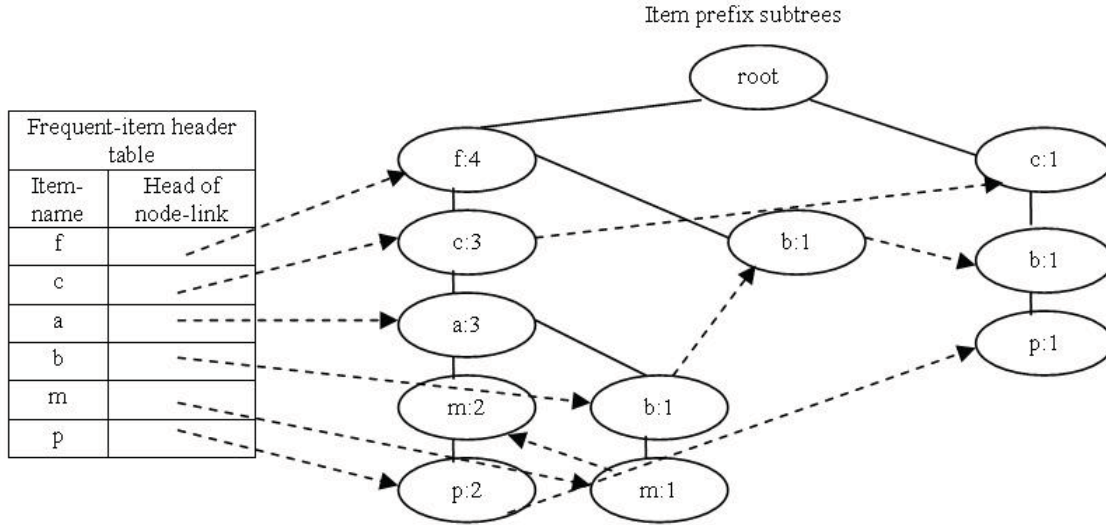 Item prefix subtrees
root
Frequent-item header
table
Item-
name
Head of
node-link
f
c
a
b
m
p
f:4
c:1
c:3
b:1
b:1
a:3
p:1
m:2
b:1
p:2
m:1